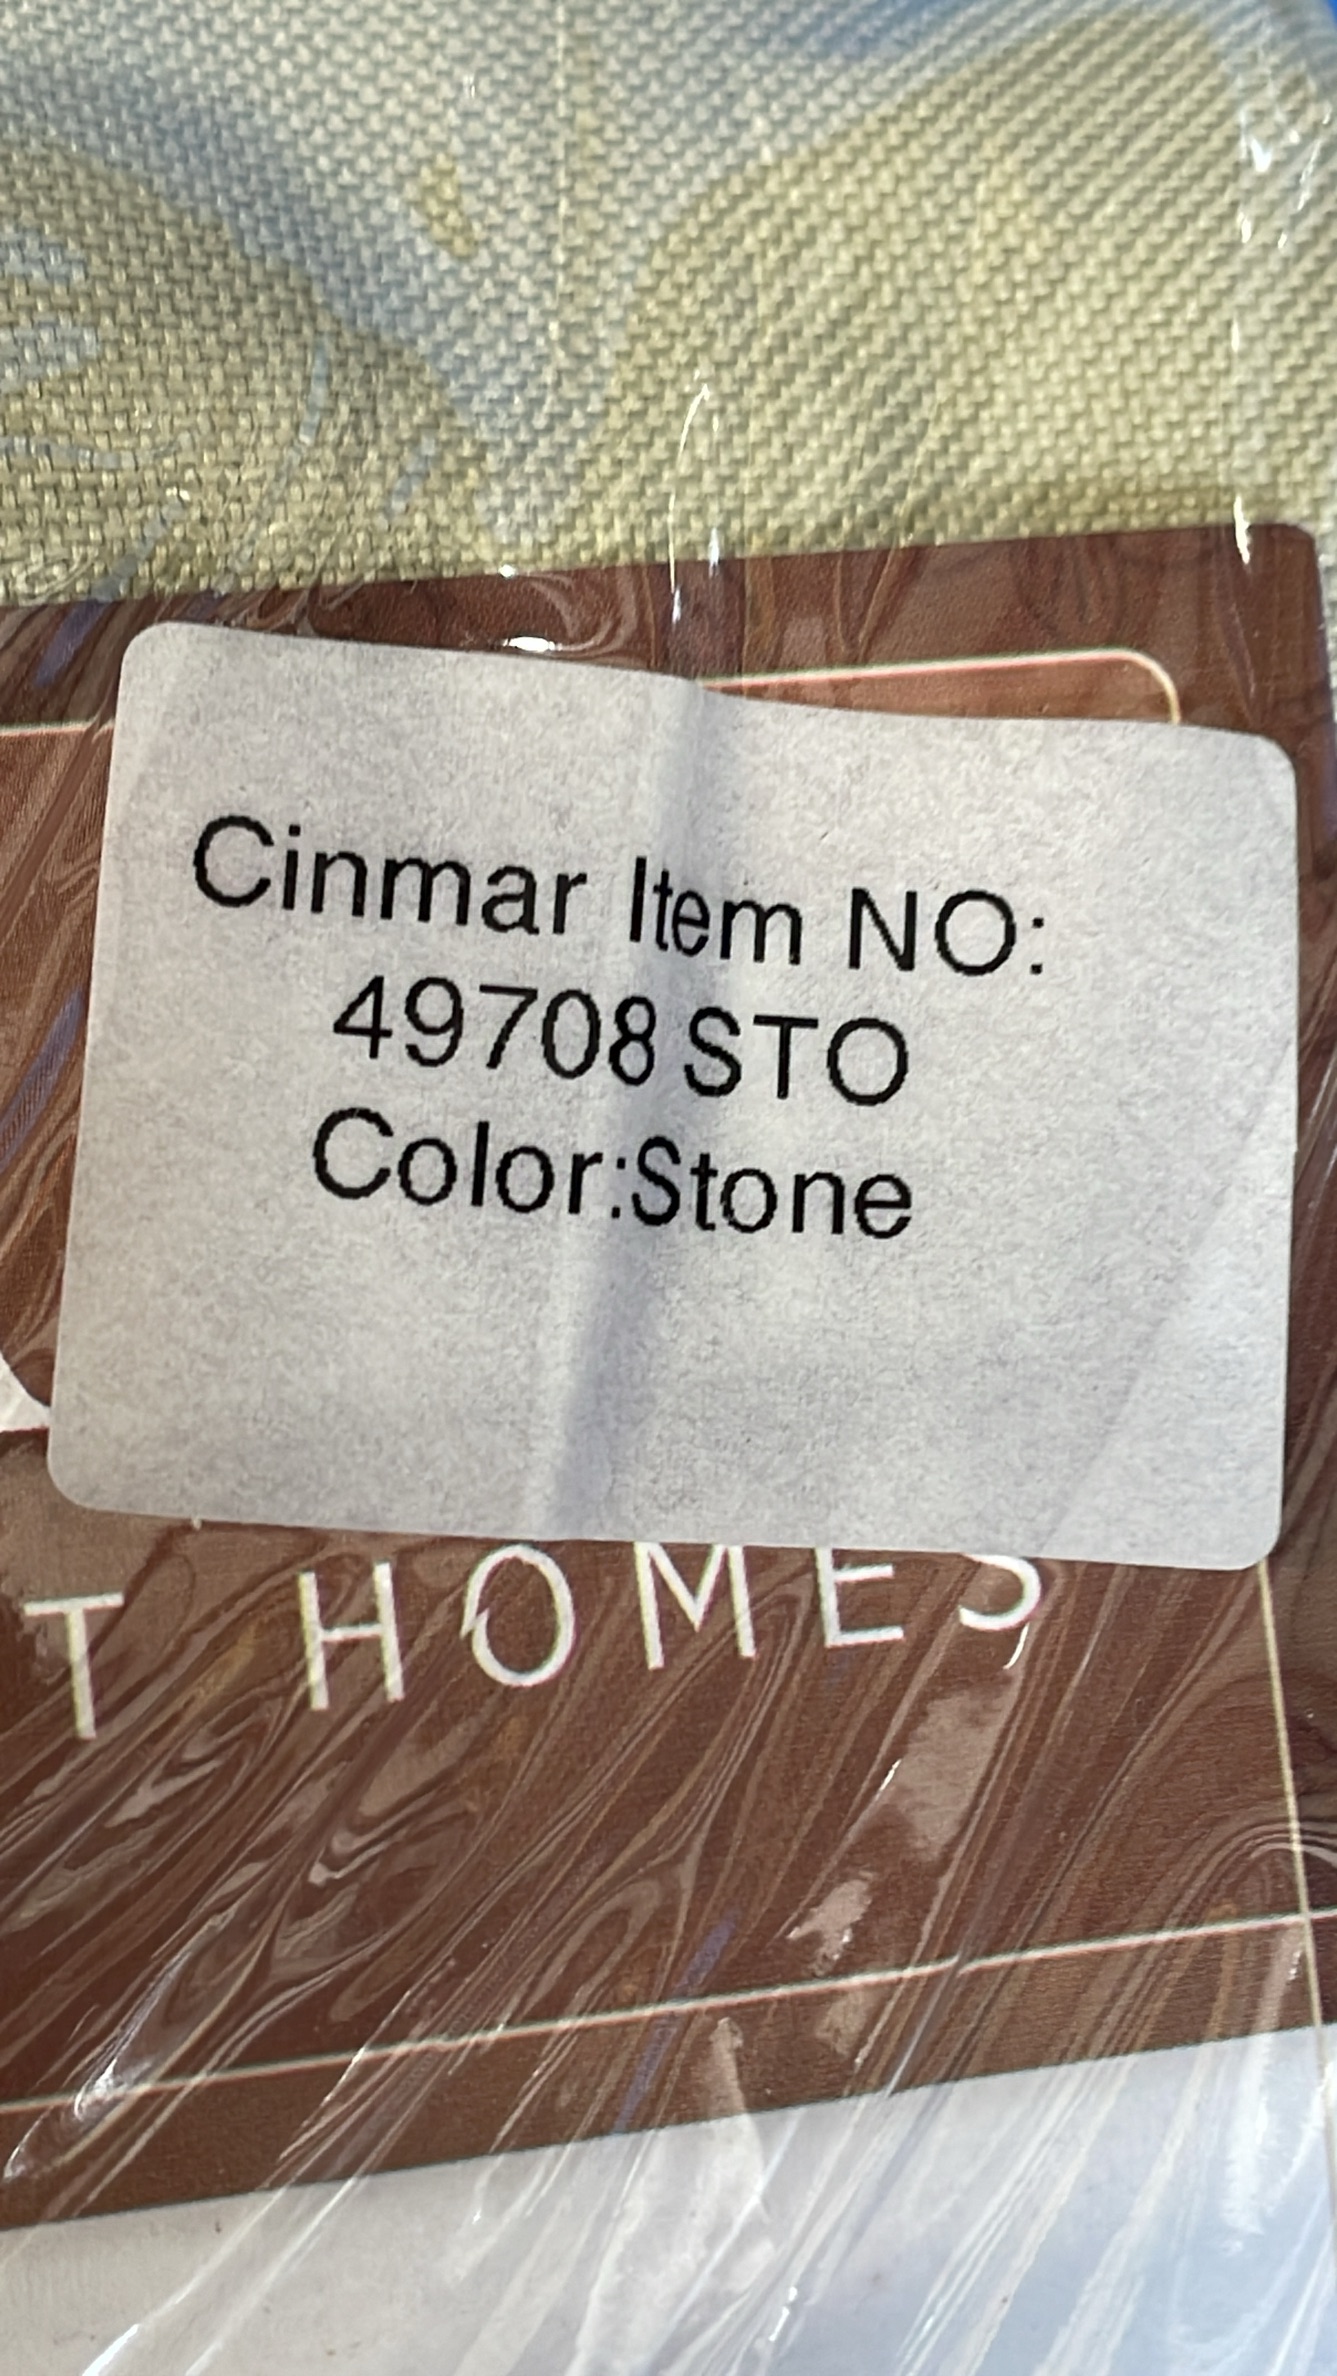 Cinmar Item NO:
49708 STO
Color:Stone
T HOMES